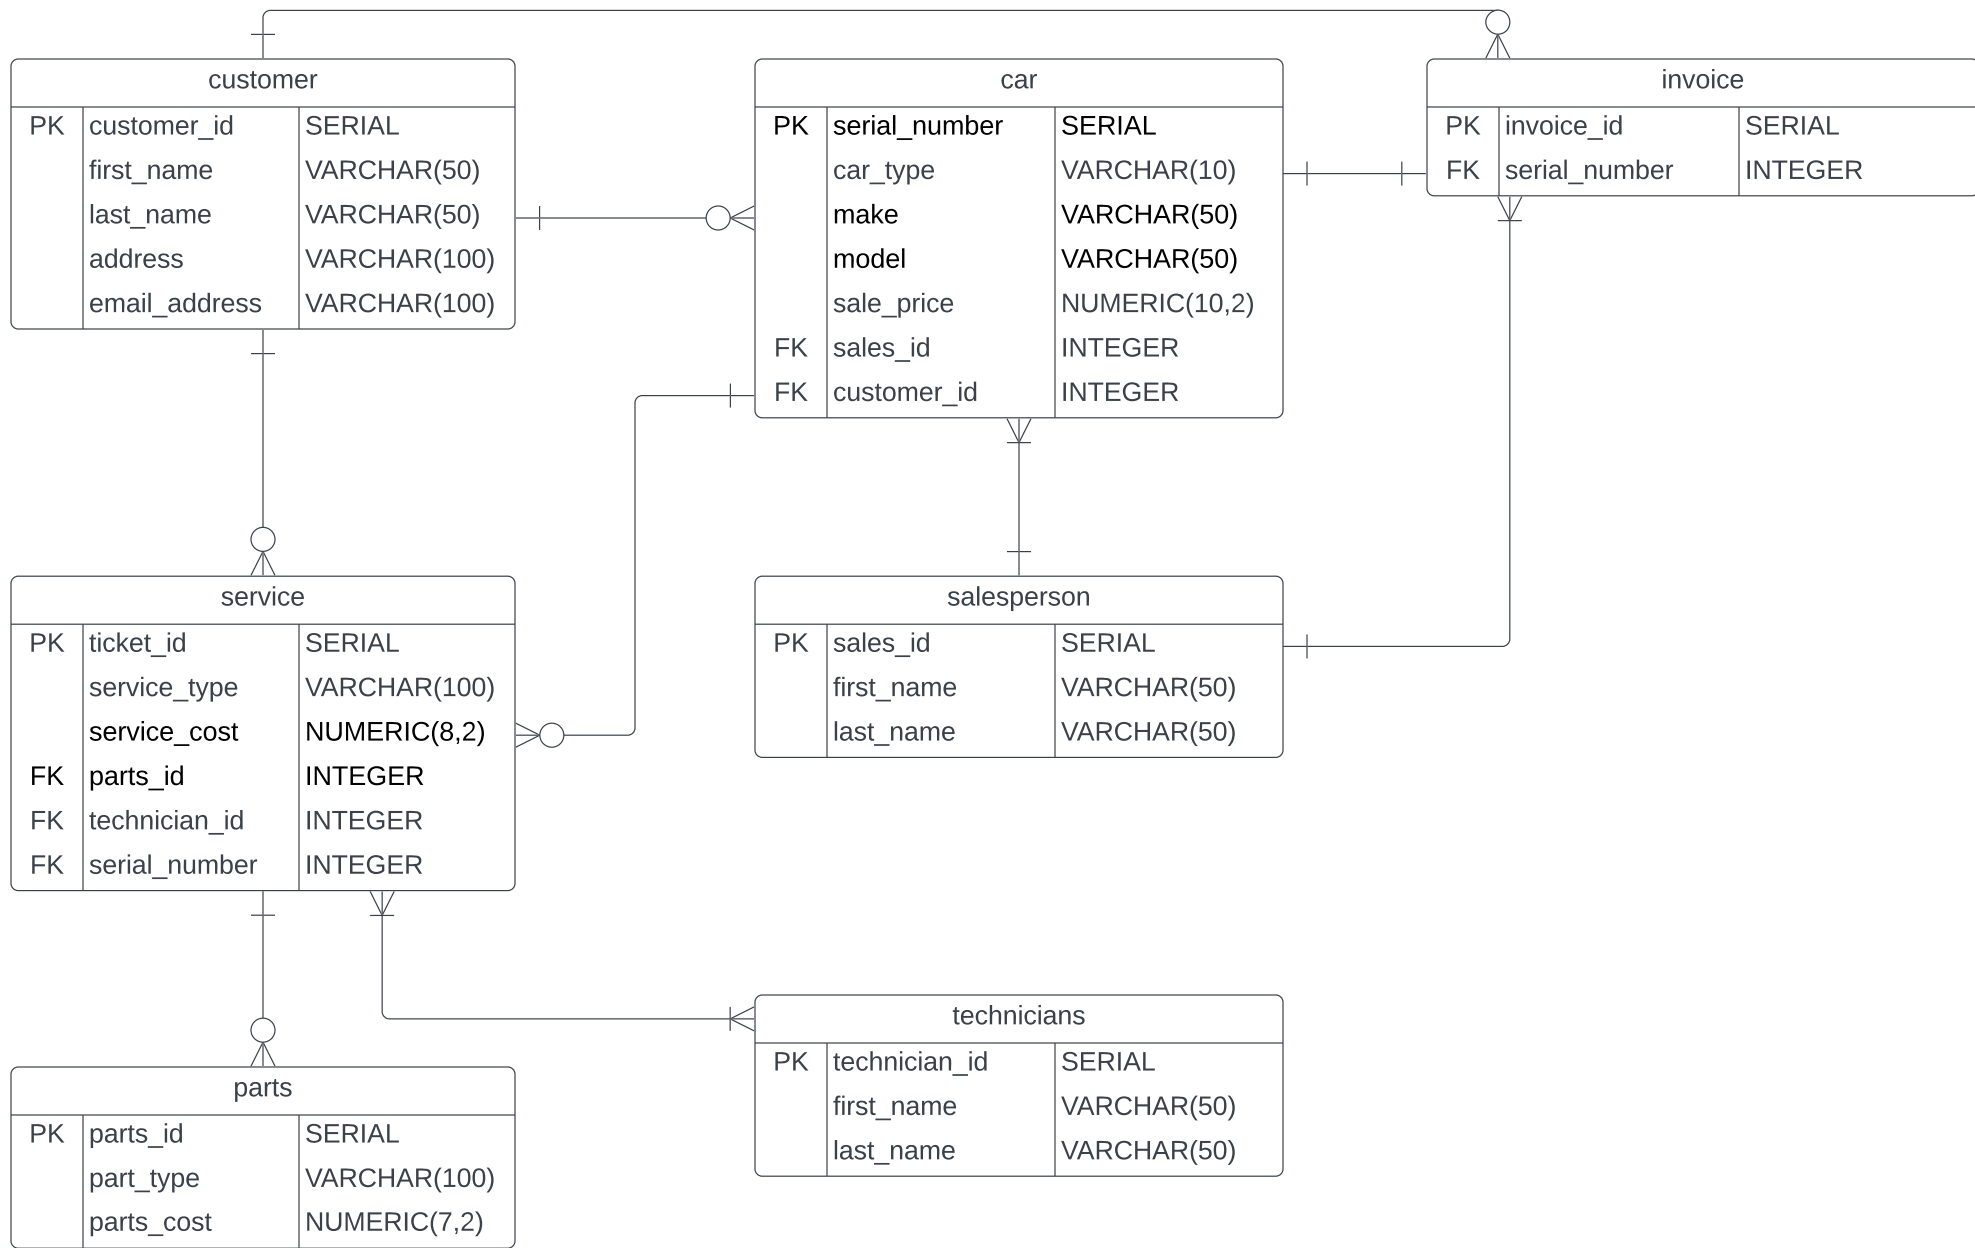 customer
PK customer_id SERIAL
first_name VARCHAR(50)
last_name VARCHAR(50)
address VARCHAR(100)
email_address VARCHAR(100)
car
PK serial_number SERIAL
car_type VARCHAR(10)
make VARCHAR(50)
model VARCHAR(50)
sale_price NUMERIC(10,2)
FK sales_id INTEGER
FK customer_id INTEGER
invoice
PK invoice_id SERIAL
FK serial_number INTEGER
service
PK ticket_id SERIAL
service_type VARCHAR(100)
service_cost NUMERIC(8,2)
FK parts_id INTEGER
FK technician_id INTEGER
FK serial_number INTEGER
salesperson
PK sales_id SERIAL
first_name VARCHAR(50)
last_name VARCHAR(50)
parts
PK parts_id SERIAL
part_type VARCHAR(100)
parts_cost NUMERIC(7,2)
technicians
PK technician_id SERIAL
first_name VARCHAR(50)
last_name VARCHAR(50)